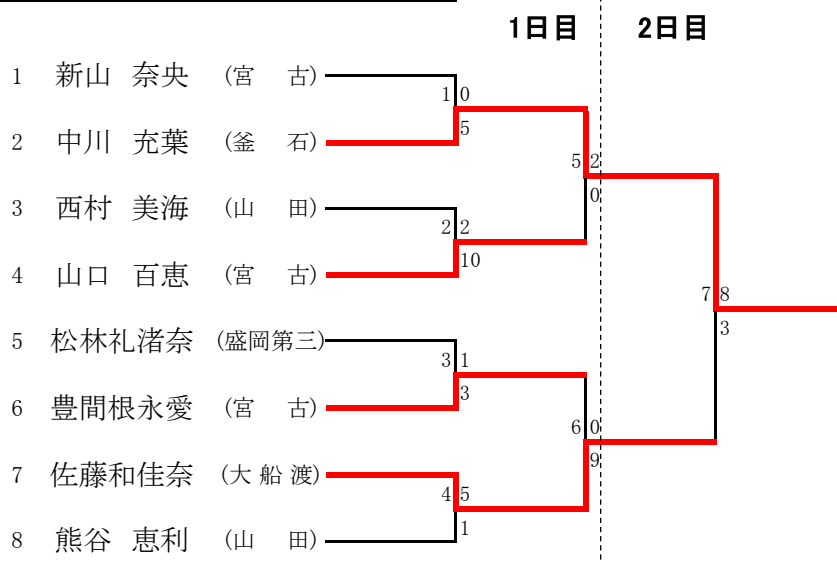 1日目 2日目
1 新山 奈央 (宮 古)
1 0
2 中川 充葉 (釜 石)
5
5 2
0
3 西村 美海 (山 田)
2 2
4 山口 百恵 (宮 古)
10
7 8
3
5 松林礼渚奈 (盛岡第三)
3 1
6 豊間根永愛 (宮 古)
3
6 0
9
7 佐藤和佳奈 (大 船 渡)
4 5
8 熊谷 恵利 (山 田)
1